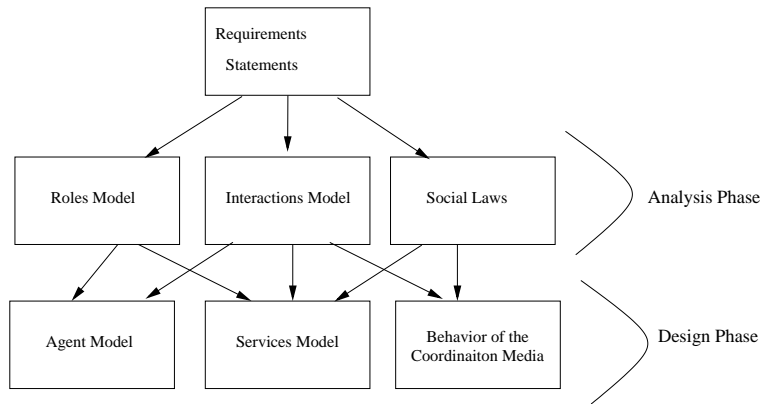 Requirements
Statements
Roles Model
Interactions Model
Social Laws
Analysis Phase
Agent Model
Services Model
Behavior of the
Coordinaiton Media
Design Phase